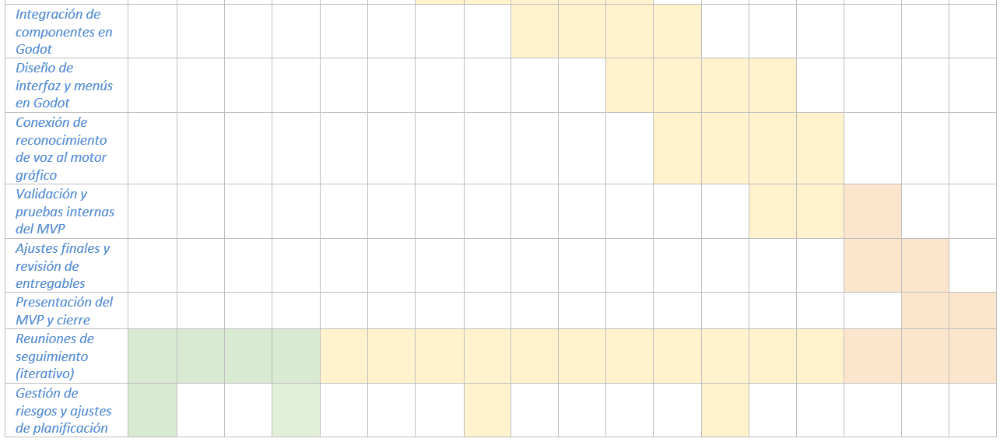 Integración de
componentes en
Godot
Diseño de
interfaz y menús
en Godot
Conexión de
reconocimiento
de voz al motor
gráfico
Validación y
pruebas internas
del MVP
Ajustes finales y
revisión de
entregables
Presentación del
MVP y cierre
Reuniones de
seguimiento
(iterativo)
Gestión de
riesgos y ajustes
de planificación